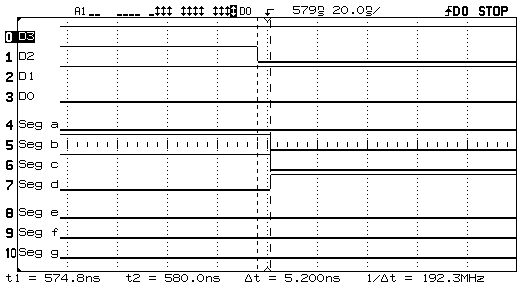 A1 D0 579s 20.0s/ D0 STOP
0 D3
1 D2
2 D1
3 D0
4 Seg a
5 Seg b
6 Seg c
7 Seg d
8 Seg e
9 Seg f
10 Seg g
t1 = 574.8ns t2 = 580.0ns Δt = 5.200ns 1/Δt = 192.3MHz